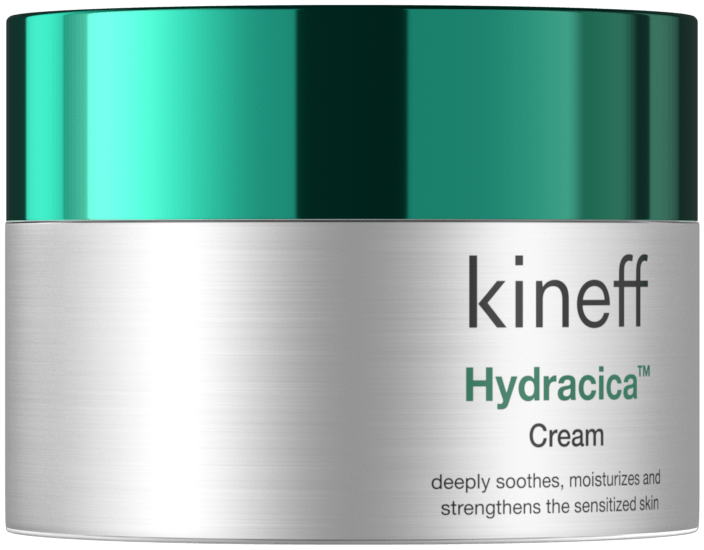 kineff
Hydracica™
Cream
deeply soothes, moisturizes and
strengthens the sensitized skin